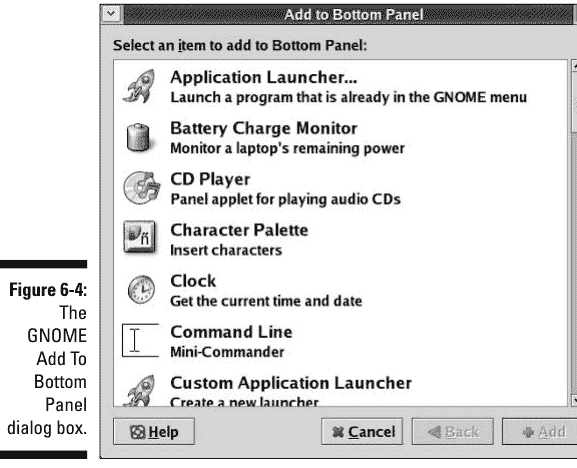 Add to Bottom Panel
Select an item to add to Bottom Panel:
Application Launcher...
Launch a program that is already in the GNOME menu
Battery Charge Monitor
Monitor a laptop's remaining power
CD Player
Panel applet for playing audio CDs
Character Palette
Insert characters
Clock
Get the current time and date
Command Line
Mini-Commander
Custom Application Launcher
Create a new launcher
Help
Cancel
Back
Add
Figure 6-4:
The
GNOME
Add To
Bottom
Panel
dialog box.